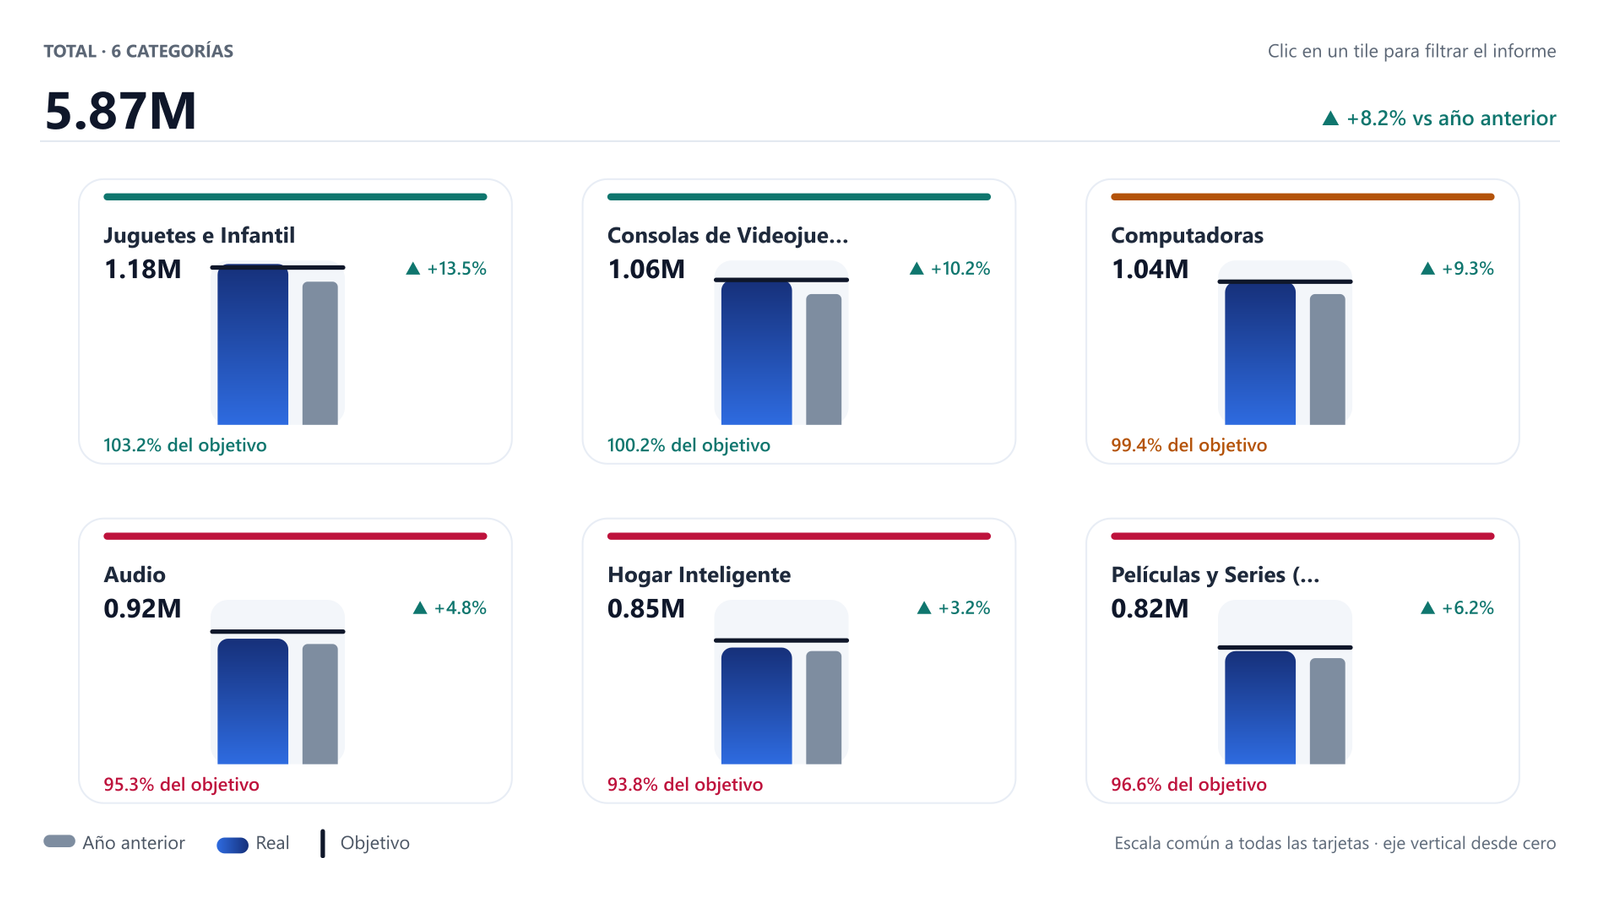 TOTAL · 6 CATEGORÍAS
Clic en un tile para filtrar el informe
5.87M
▲ +8.2% vs año anterior
Juguetes e Infantil
1.18M
▲ +13.5%
103.2% del objetivo
Consolas de Videojue...
1.06M
▲ +10.2%
100.2% del objetivo
Computadoras
1.04M
▲ +9.3%
99.4% del objetivo
Audio
0.92M
▲ +4.8%
95.3% del objetivo
Hogar Inteligente
0.85M
▲ +3.2%
93.8% del objetivo
Películas y Series (...
0.82M
▲ +6.2%
96.6% del objetivo
Año anterior
Real
Objetivo
Escala común a todas las tarjetas · eje vertical desde cero